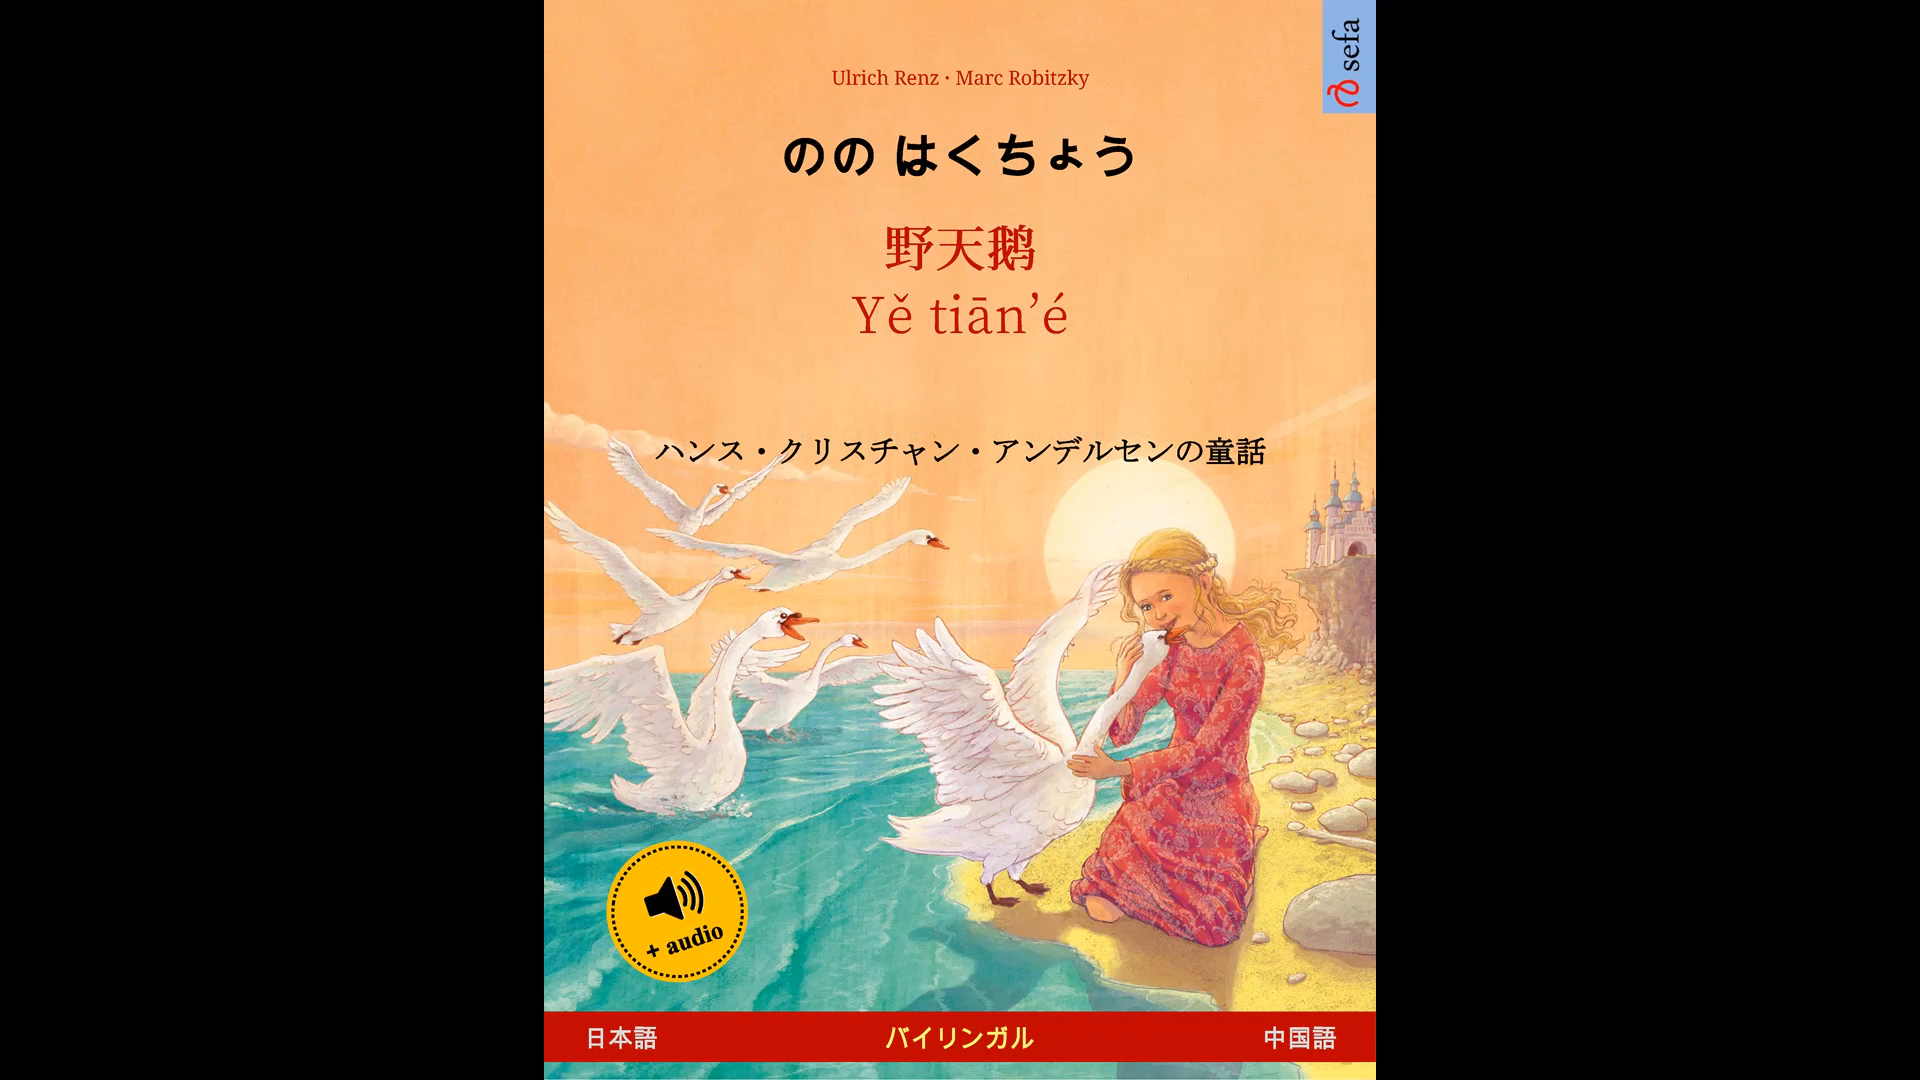 sefa
Ulrich Renz · Marc Robitzky
のの はくちょう
野天鹅
Yě tiān’é
ハンス・クリスチャン・アンデルセンの童話
+ audio
日本語 バイリンガル 中国語